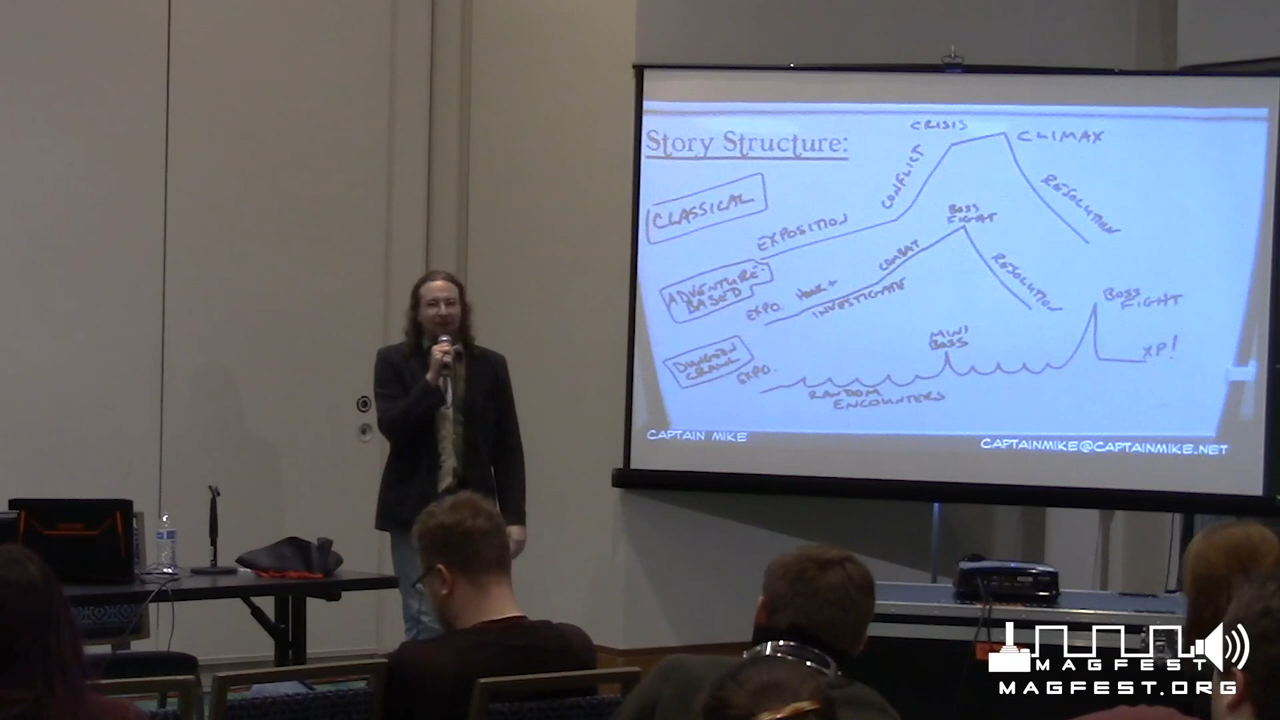 Story Structure:
CRISIS
CLIMAX
CONFLICT
RESOLUTION
CLASSICAL
EXPOSITION
BOSS
FIGHT
COMBAT
RESOLUTION
ADVENTURE-
BASED
EXPO.
HOOK +
INVESTIGATE
BOSS
FIGHT
MINI
BOSS
XP!
DUNGEON
CRAWL
EXPO.
RANDOM
ENCOUNTERS
CAPTAIN MIKE
CAPTAINMIKE@CAPTAINMIKE.NET
MAGFEST
MAGFEST.ORG